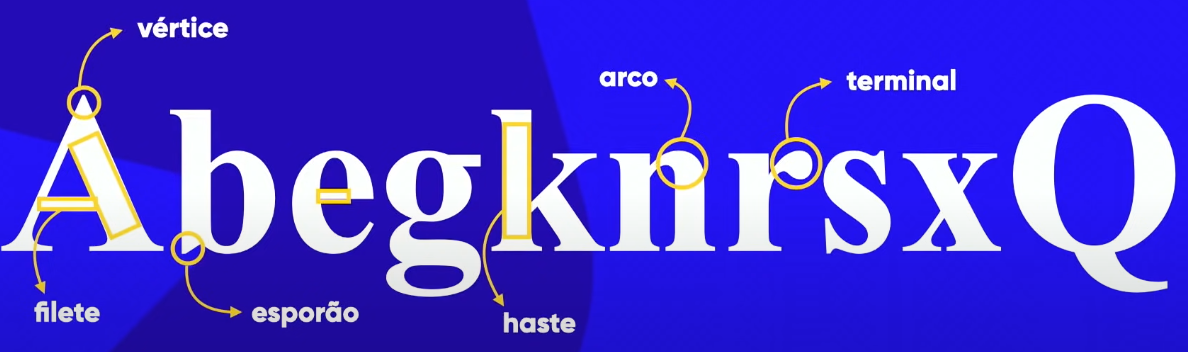 vértice
arco
terminal
AbegknrsxQ
filete
esporão
haste